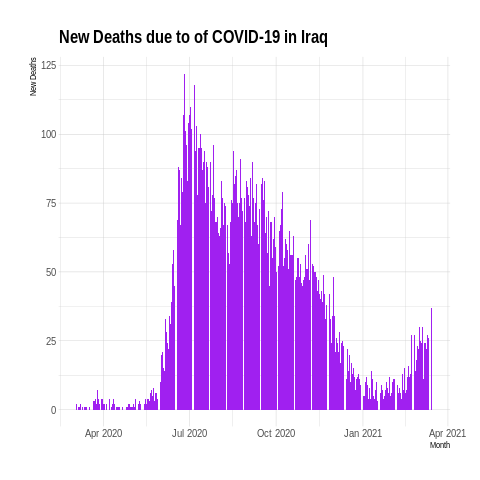 New Deaths due to of COVID-19 in Iraq
New Deaths
125
100
75
50
25
0
Apr 2020
Jul 2020
Oct 2020
Jan 2021
Apr 2021
Month